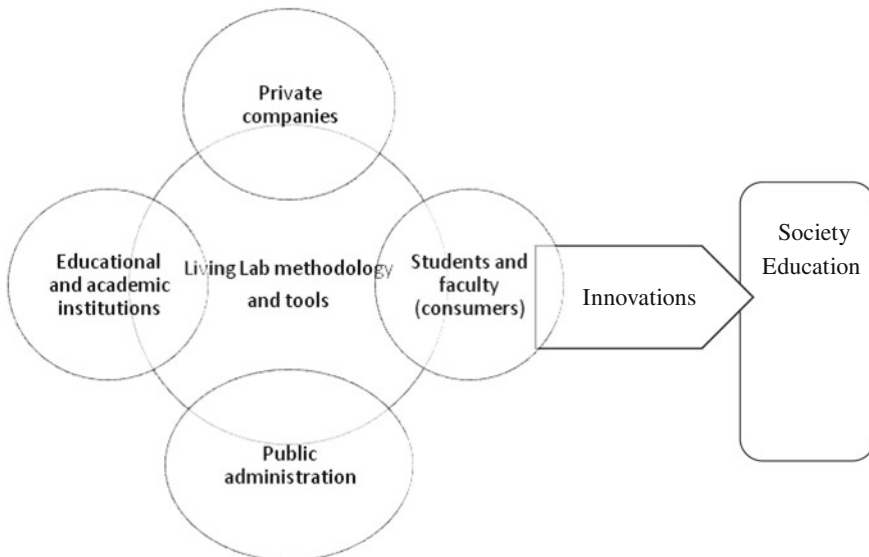 Private
companies
Educational
and academic
institutions
Living Lab methodology
and tools
Students and
faculty
(consumers)
Innovations
Society
Education
Public
administration